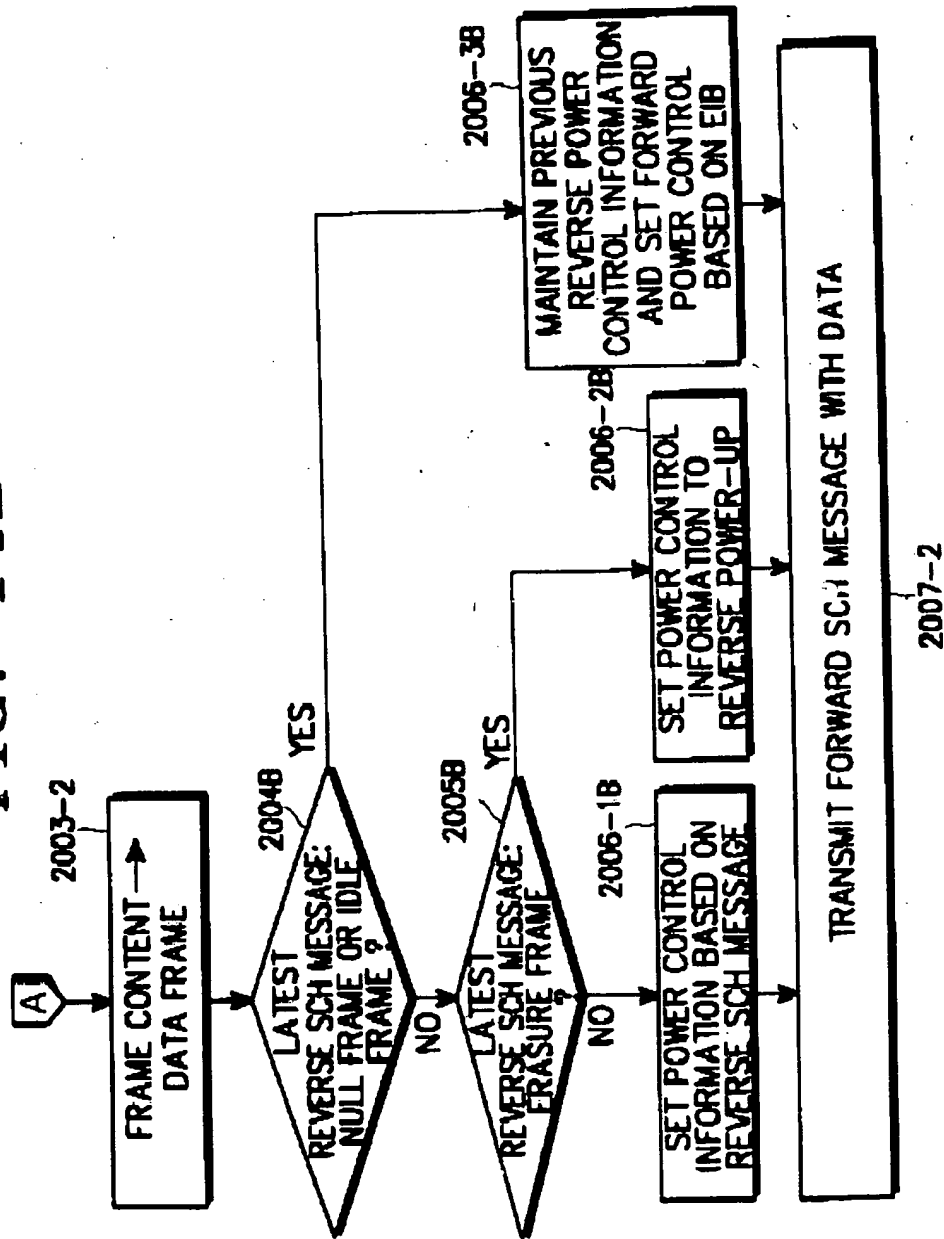 A
2003-2
FRAME CONTENT →
DATA FRAME
2004B
LATEST
REVERSE SCH MESSAGE:
NULL FRAME OR IDLE
FRAME ?
YES
NO
2005B
LATEST
REVERSE SCH MESSAGE:
ERASURE FRAME
?
YES
NO
2006-1B
SET POWER CONTROL
INFORMATION BASED ON
REVERSE SCH MESSAGE
2006-2B
SET POWER CONTROL
INFORMATION TO
REVERSE POWER-UP
2006-3B
MAINTAIN PREVIOUS
REVERSE POWER
CONTROL INFORMATION
AND SET FORWARD
POWER CONTROL
BASED ON EIB
TRANSMIT FORWARD SCH MESSAGE WITH DATA
2007-2